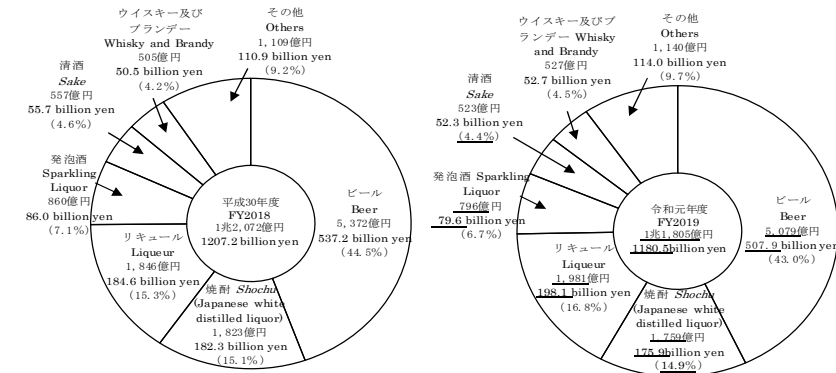 ウイスキー及び
ブランデー
Whisky and Brandy
505億円
50.5 billion yen
(4.2%)
その他
Others
1,109億円
110.9 billion yen
(9.2%)
清酒
Sake
557億円
55.7 billion yen
(4.6%)
発泡酒
Sparkling
Liquor
860億円
86.0 billion yen
(7.1%)
平成30年度
FY2018
1兆2,072億円
1207.2 billion yen
ビール
Beer
5,372億円
537.2 billion yen
(44.5%)
リキュール
Liqueur
1,846億円
184.6 billion yen
(15.3%)
焼酎 Shochu
(Japanese white
distilled liquor)
1,823億円
182.3 billion yen
(15.1%)
ウイスキー及びブ
ランデー Whisky
and Brandy
527億円
52.7 billion yen
(4.5%)
その他
Others
1,140億円
114.0 billion yen
(9.7%)
清酒
Sake
523億円
52.3 billion yen
(4.4%)
発泡酒 Sparkling
Liquor
796億円
79.6 billion yen
(6.7%)
令和元年度
FY2019
1兆1,805億円
1180.5billion yen
ビール
Beer
5,079億円
507.9 billion yen
(43.0%)
リキュール
Liqueur
1,981億円
198.1 billion yen
(16.8%)
焼酎 Shochu
(Japanese white
distilled liquor)
1,759億円
175.9billion yen
(14.9%)